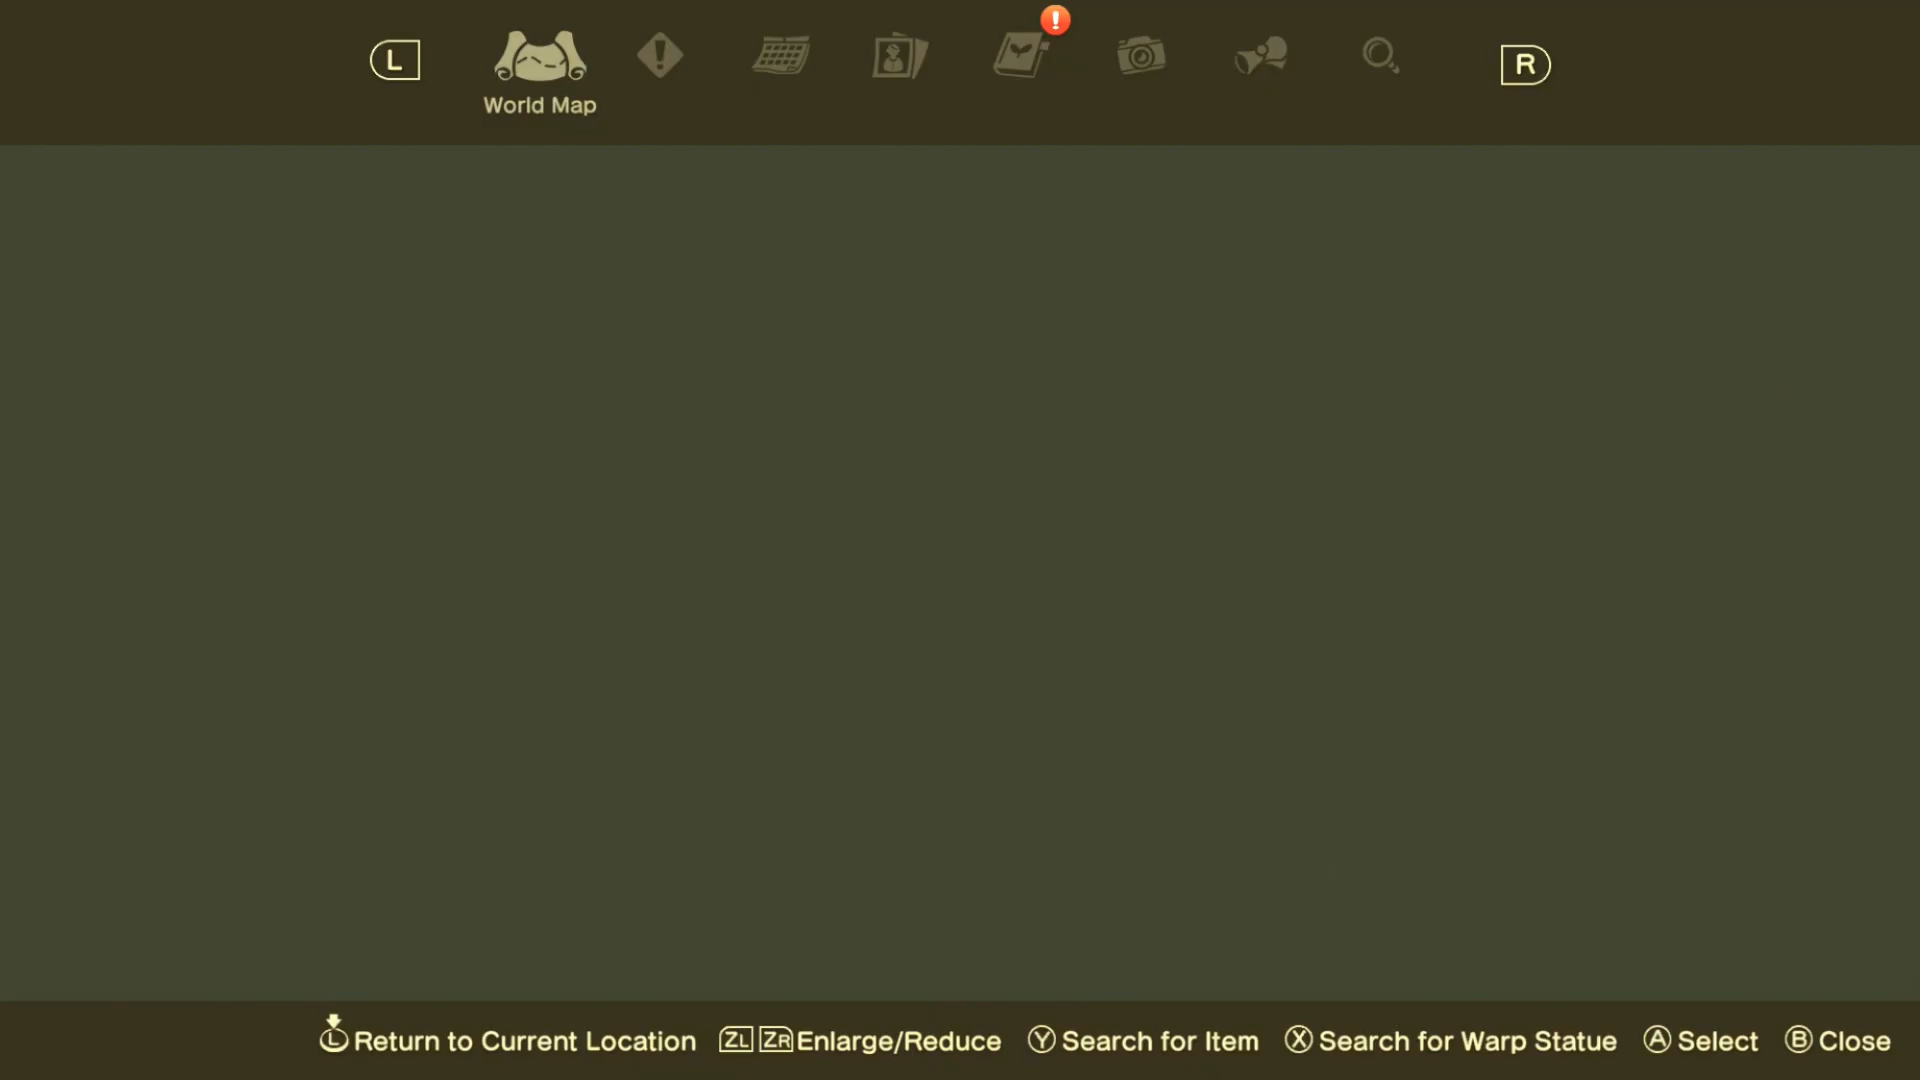 L
!
R
World Map
L Return to Current Location ZL ZR Enlarge/Reduce Y Search for Item X Search for Warp Statue A Select B Close